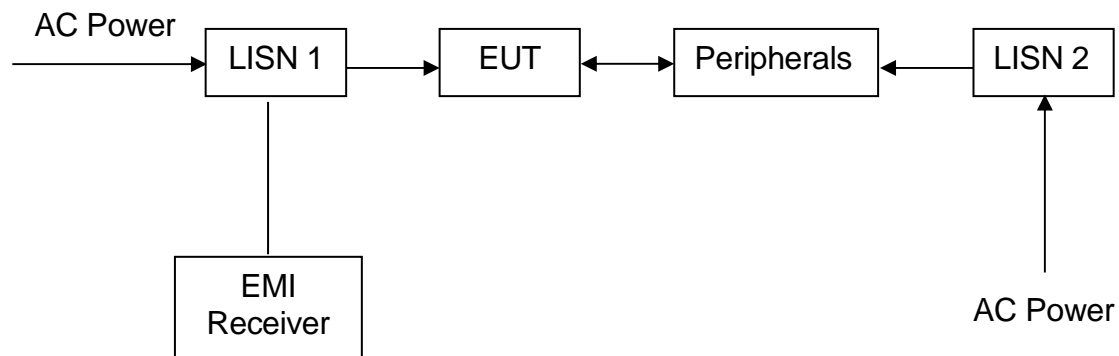 AC Power
LISN 1
EUT
Peripherals
LISN 2
EMI
Receiver
AC Power